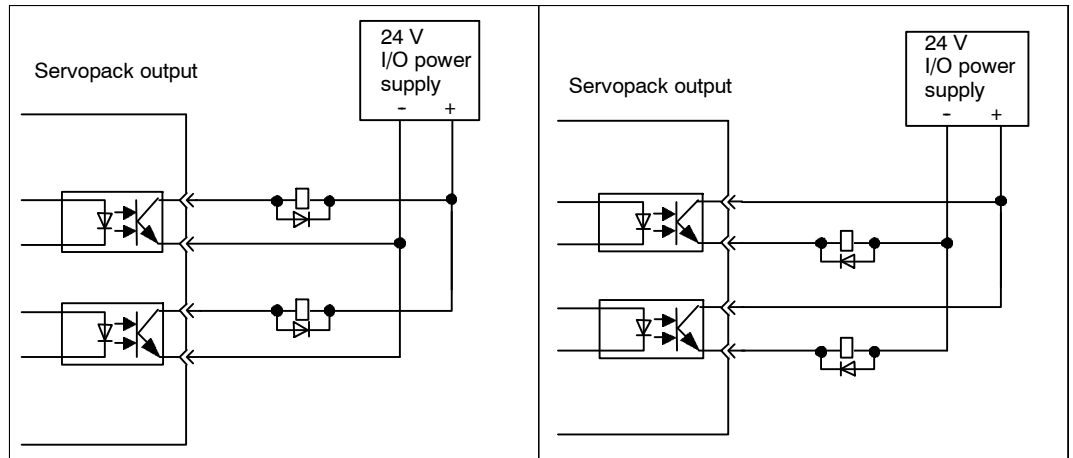 Servopack output
24 V
I/O power
supply
- +
Servopack output
24 V
I/O power
supply
- +